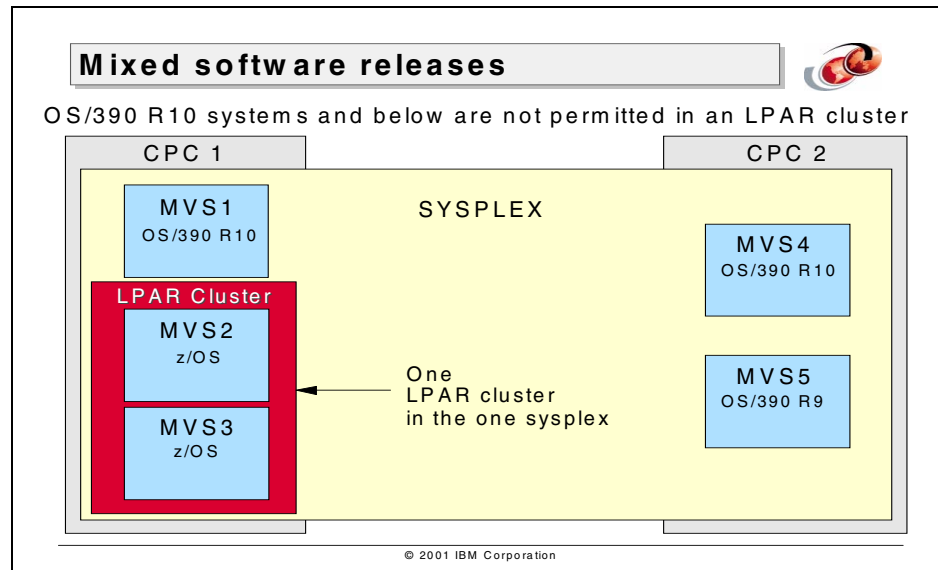 Mixed software releases
OS/390 R10 systems and below are not permitted in an LPAR cluster
CPC 1
CPC 2
SYSPLEX
MVS1
OS/390 R10
LPAR Cluster
MVS2
z/OS
MVS3
z/OS
One
LPAR cluster
in the one sysplex
MVS4
OS/390 R10
MVS5
OS/390 R9
© 2001 IBM Corporation